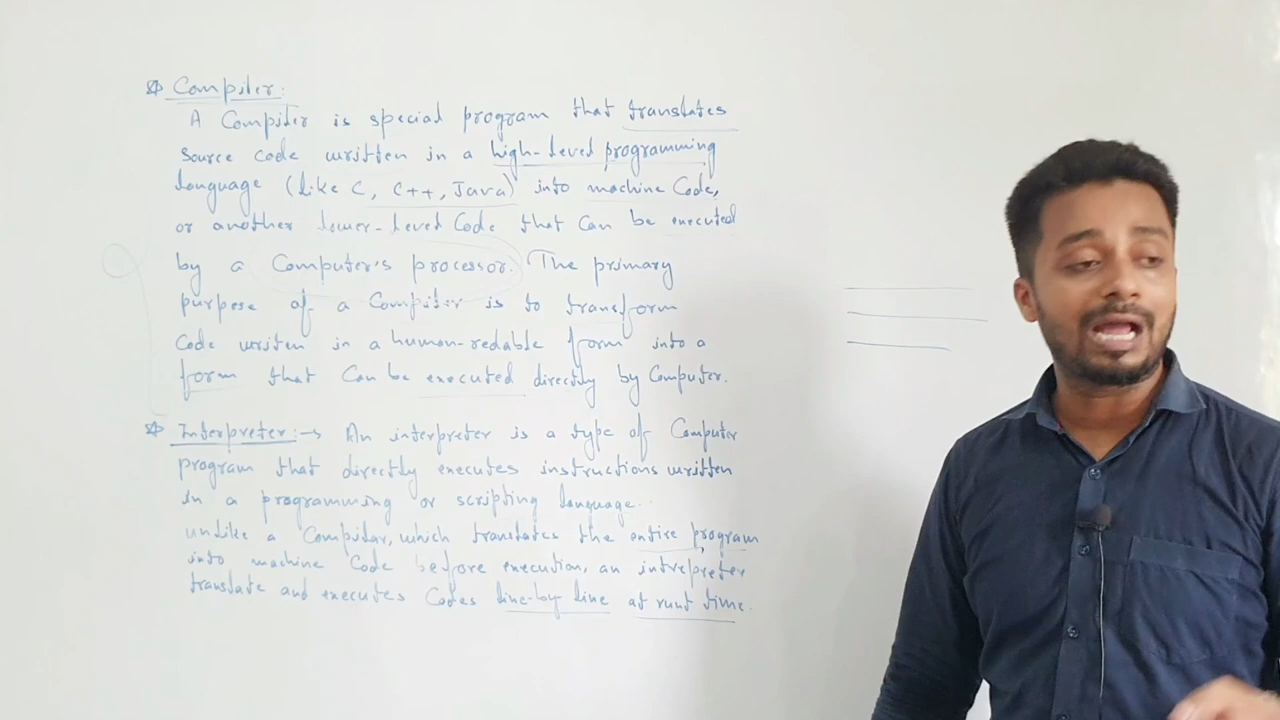 ☆ Compiler:
A Compiler is special program that translates
source code written in a high-level programming
language (like C, C++, Java) into machine Code,
or another lower-level Code that can be executed
by a Computer's processor. The primary
purpose of a Compiler is to transform
Code writen in a human-redable form into a
form that Can be executed directly by Computer.
☆ Interpreter:→ An interpreter is a type of Computer
program that directly executes instructions written
in a programming or scripting language.
unlike a Compilar, which translates the entire program
into machine Code before execution, an intrepreter
translate and executes Codes line-by line at runt time.